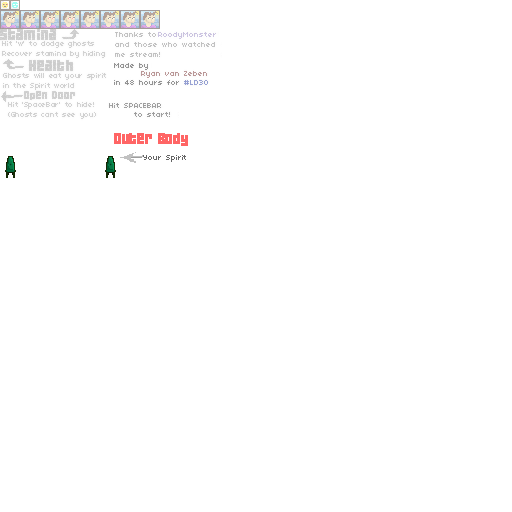 Stamina
Hit 'w' to dodge ghosts
Recover stamina by hiding
Health
Ghosts will eat your spirit
in the Spirit world
Open Door
Hit 'SpaceBar' to hide!
(Ghosts cant see you)
Thanks to RoodyMonster
and those who watched
me stream!
Made by
Ryan van Zeben
in 48 hours for #LD30
Hit SPACEBAR
to start!
Outer Body
Your Spirit